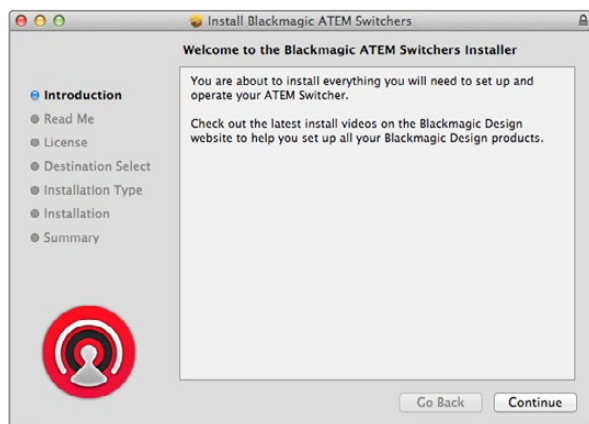 Install Blackmagic ATEM Switchers
Welcome to the Blackmagic ATEM Switchers Installer
Introduction
Read Me
License
Destination Select
Installation Type
Installation
Summary
You are about to install everything you will need to set up and
operate your ATEM Switcher.
Check out the latest install videos on the Blackmagic Design
website to help you set up all your Blackmagic Design products.
Go Back
Continue